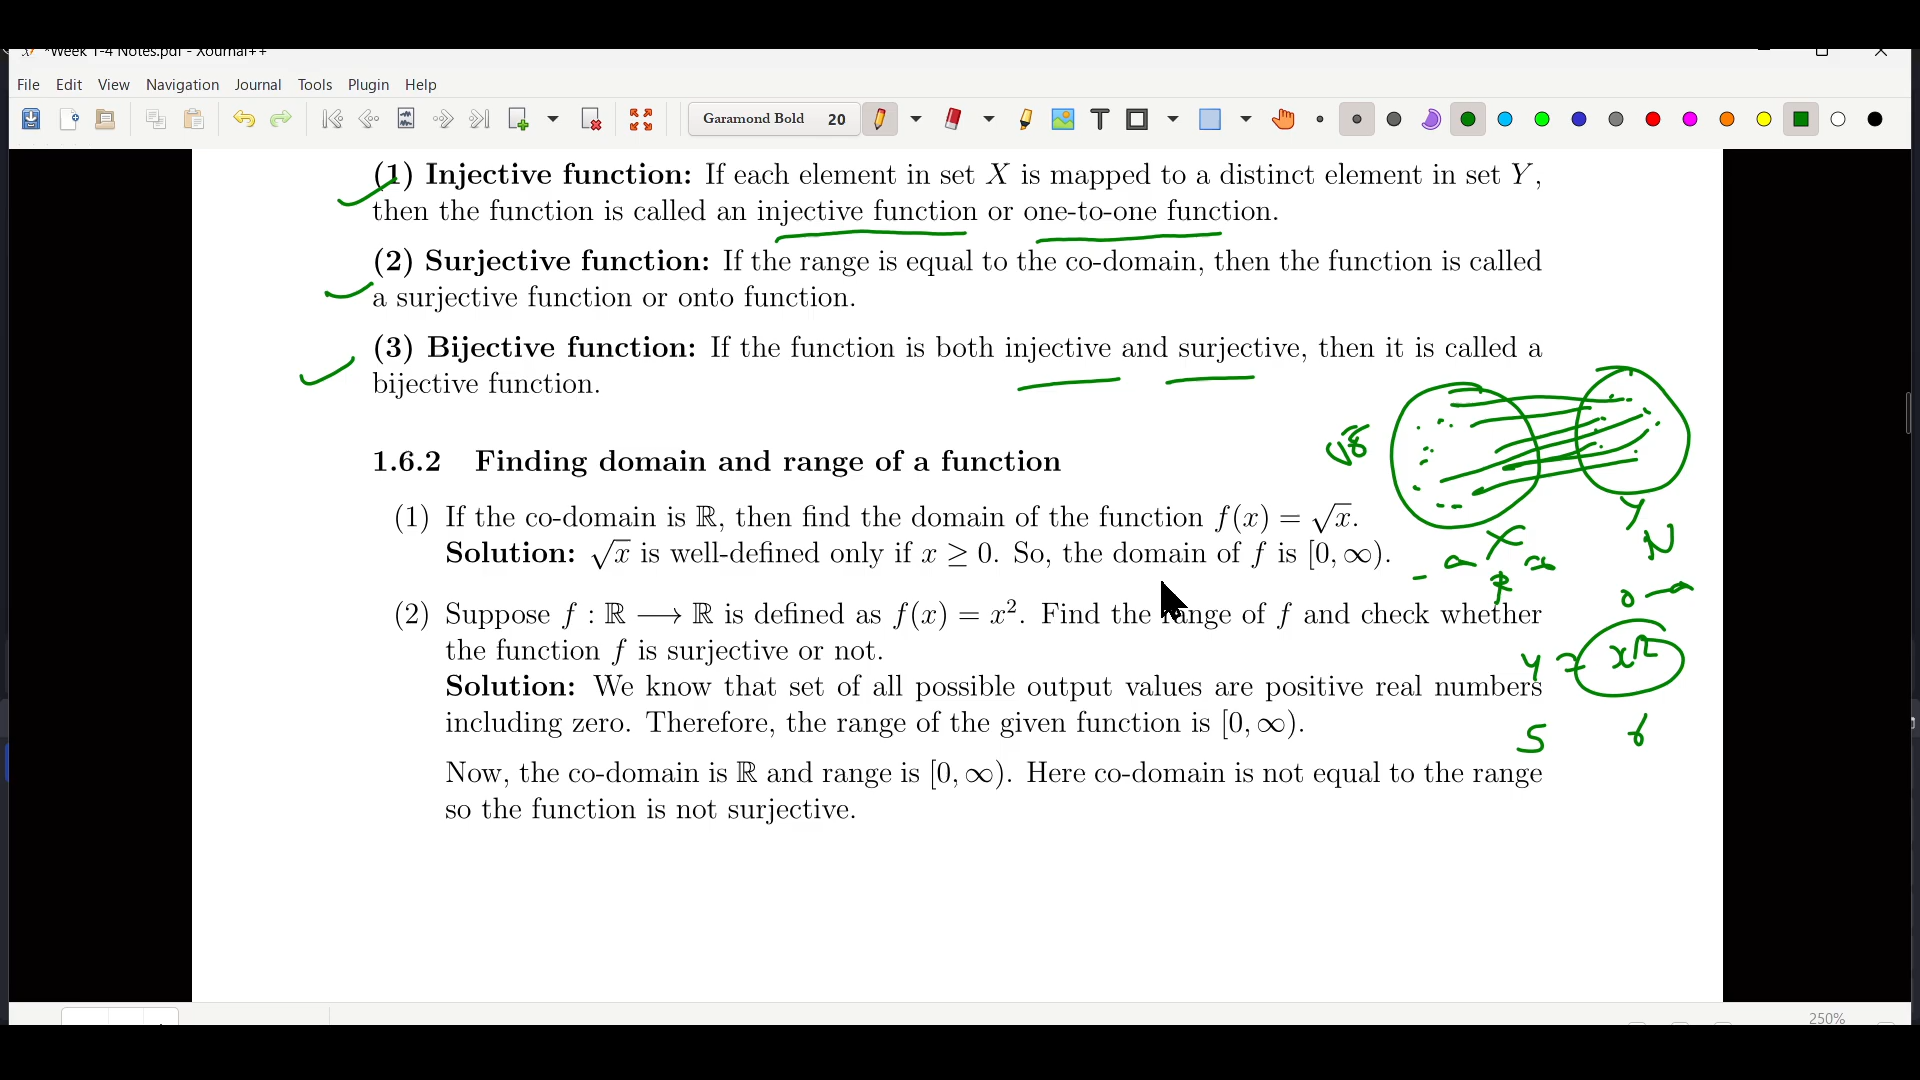 *Week 1-4 Notes.pdf - Xournal++
File Edit View Navigation Journal Tools Plugin Help
Garamond Bold 20
(1) Injective function: If each element in set X is mapped to a distinct element in set Y,
then the function is called an injective function or one-to-one function.
(2) Surjective function: If the range is equal to the co-domain, then the function is called
a surjective function or onto function.
(3) Bijective function: If the function is both injective and surjective, then it is called a
bijective function.
1.6.2 Finding domain and range of a function
√8
(1) If the co-domain is ℝ, then find the domain of the function f(x) = √x.
Solution: √x is well-defined only if x ≥ 0. So, the domain of f is [0, ∞).
X
Y
N
(2) Suppose f : ℝ ⟶ ℝ is defined as f(x) = x². Find the range of f and check whether
the function f is surjective or not.
Solution: We know that set of all possible output values are positive real numbers
including zero. Therefore, the range of the given function is [0, ∞).
Now, the co-domain is ℝ and range is [0, ∞). Here co-domain is not equal to the range
so the function is not surjective.
250%